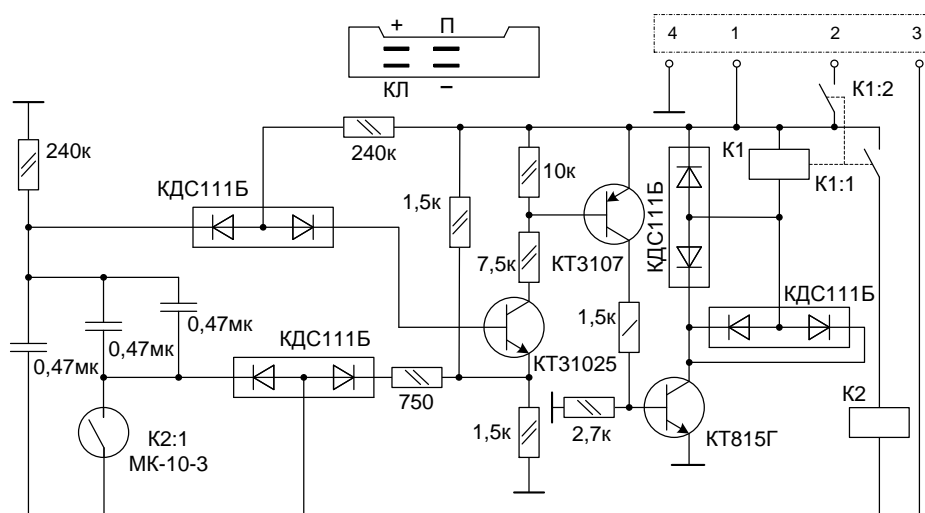 + П
КЛ −
4 1 2 3
К1:2
240к
240к
К1
К1:1
КДС111Б
10к
1,5к
КДС111Б
7,5к
КТ3107
КДС111Б
0,47мк
1,5к
0,47мк
0,47мк
КДС111Б
КТ31025
750
К2:1
МК-10-3
1,5к
2,7к
КТ815Г
К2